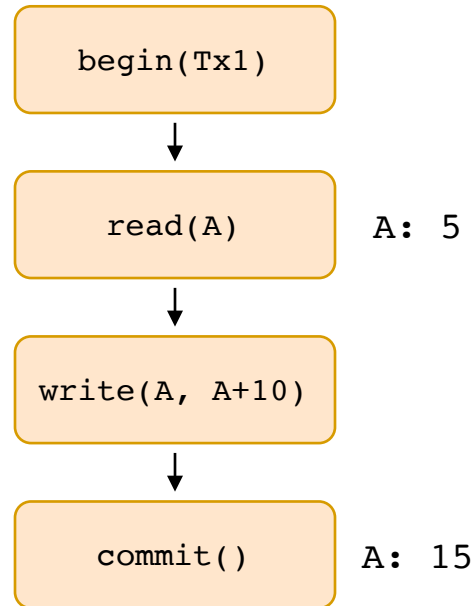 begin(Tx1)
read(A)
A: 5
write(A, A+10)
commit()
A: 15